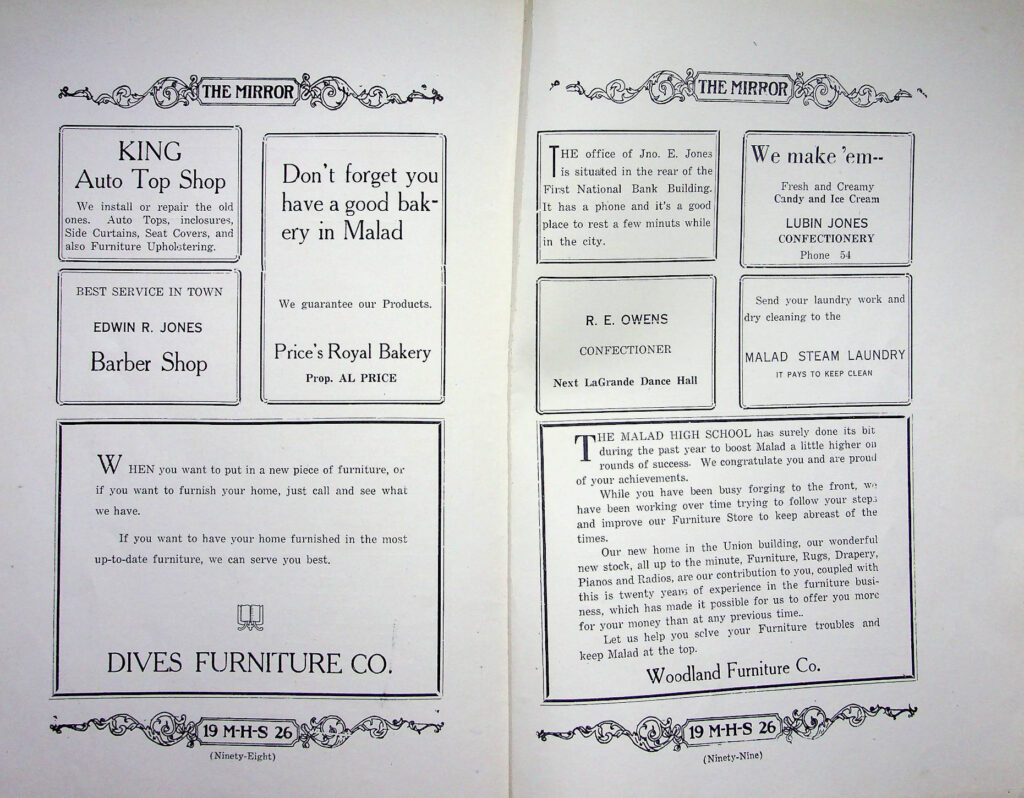 THE MIRROR
KING
Auto Top Shop
We install or repair the old
ones. Auto Tops, inclosures,
Side Curtains, Seat Covers, and
also Furniture Upholstering.
Don't forget you
have a good bak-
ery in Malad
We guarantee our Products.
Price's Royal Bakery
Prop. AL PRICE
BEST SERVICE IN TOWN
EDWIN R. JONES
Barber Shop
WHEN you want to put in a new piece of furniture, or
if you want to furnish your home, just call and see what
we have.
If you want to have your home furnished in the most
up-to-date furniture, we can serve you best.
DIVES FURNITURE CO.
19 M-H-S 26
(Ninety-Eight)
THE MIRROR
THE office of Jno. E. Jones
is situated in the rear of the
First National Bank Building.
It has a phone and it's a good
place to rest a few minuts while
in the city.
We make 'em--
Fresh and Creamy
Candy and Ice Cream
LUBIN JONES
CONFECTIONERY
Phone 54
R. E. OWENS
CONFECTIONER
Next LaGrande Dance Hall
Send your laundry work and
dry cleaning to the
MALAD STEAM LAUNDRY
IT PAYS TO KEEP CLEAN
THE MALAD HIGH SCHOOL has surely done its bit
during the past year to boost Malad a little higher on
rounds of success. We congratulate you and are proud
of your achievements.
While you have been busy forging to the front, we
have been working over time trying to follow your steps
and improve our Furniture Store to keep abreast of the
times.
Our new home in the Union building, our wonderful
new stock, all up to the minute, Furniture, Rugs, Drapery,
Pianos and Radios, are our contribution to you, coupled with
this is twenty years of experience in the furniture busi-
ness, which has made it possible for us to offer you more
for your money than at any previous time..
Let us help you solve your Furniture troubles and
keep Malad at the top.
Woodland Furniture Co.
19 M-H-S 26
(Ninety-Nine)